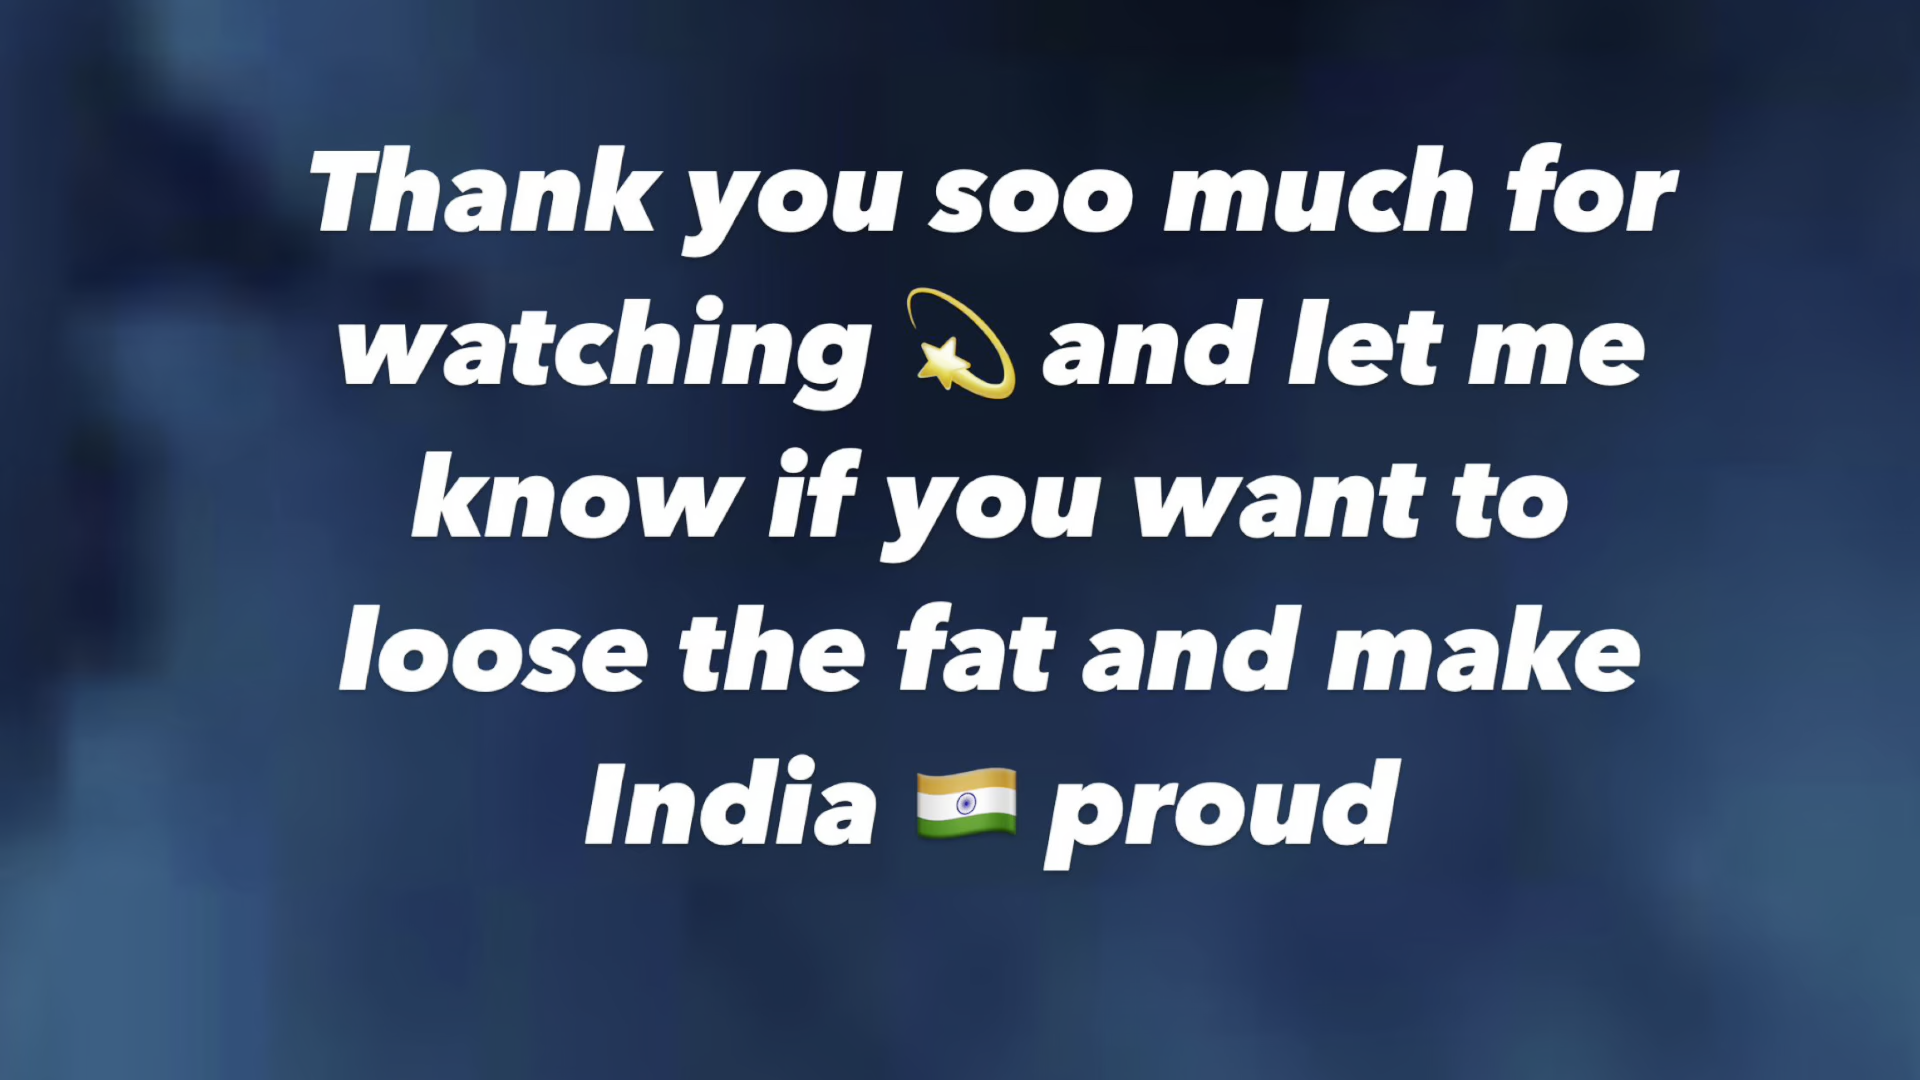 Thank you soo much for
watching 💫 and let me
know if you want to
loose the fat and make
India 🇮🇳 proud